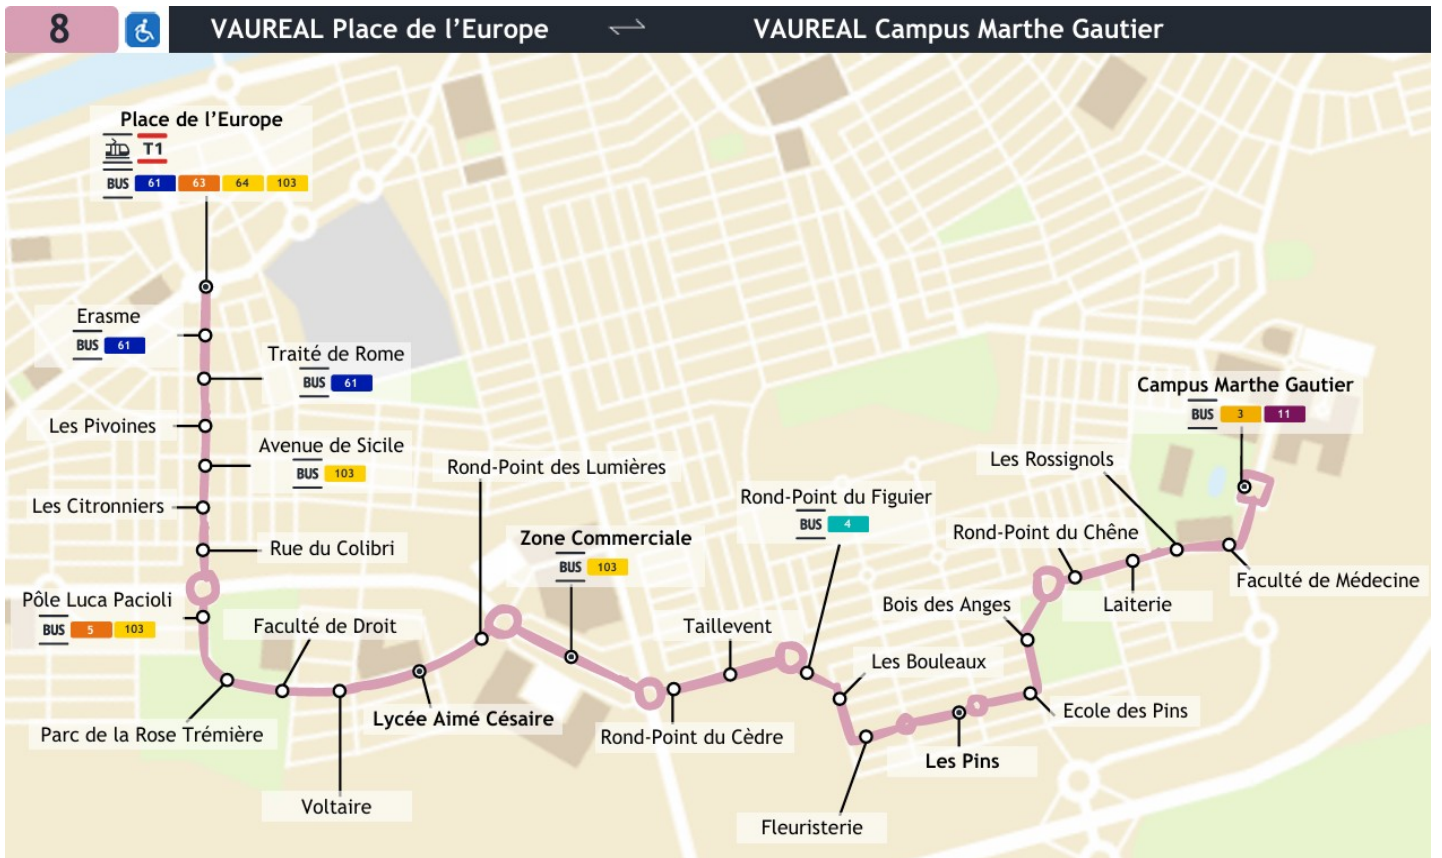 8 VAUREAL Place de l’Europe ⇌ VAUREAL Campus Marthe Gautier
Place de l’Europe
T1
BUS 61 63 64 103
Erasme
BUS 61
Traité de Rome
BUS 61
Les Pivoines
Avenue de Sicile
BUS 103
Les Citronniers
Rue du Colibri
Pôle Luca Pacioli
BUS 5 103
Parc de la Rose Trémière
Faculté de Droit
Voltaire
Lycée Aimé Césaire
Rond-Point des Lumières
Zone Commerciale
BUS 103
Rond-Point du Cèdre
Taillevent
Rond-Point du Figuier
BUS 4
Les Bouleaux
Fleuristerie
Les Pins
Ecole des Pins
Bois des Anges
Rond-Point du Chêne
Laiterie
Les Rossignols
Faculté de Médecine
Campus Marthe Gautier
BUS 3 11